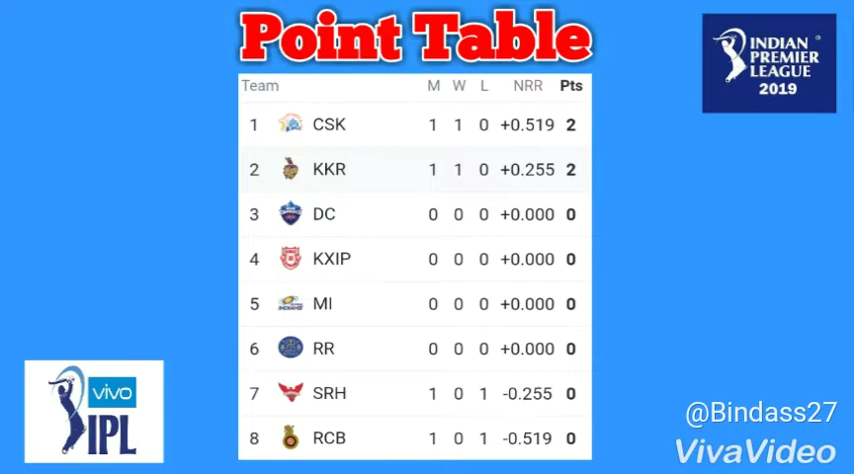 Point Table
INDIAN
PREMIER
LEAGUE
2019
Team M W L NRR Pts
1 CSK 1 1 0 +0.519 2
2 KKR 1 1 0 +0.255 2
3 DC 0 0 0 +0.000 0
4 KXIP 0 0 0 +0.000 0
5 MI 0 0 0 +0.000 0
6 RR 0 0 0 +0.000 0
7 SRH 1 0 1 -0.255 0
8 RCB 1 0 1 -0.519 0
vivo
IPL
@Bindass27
VivaVideo